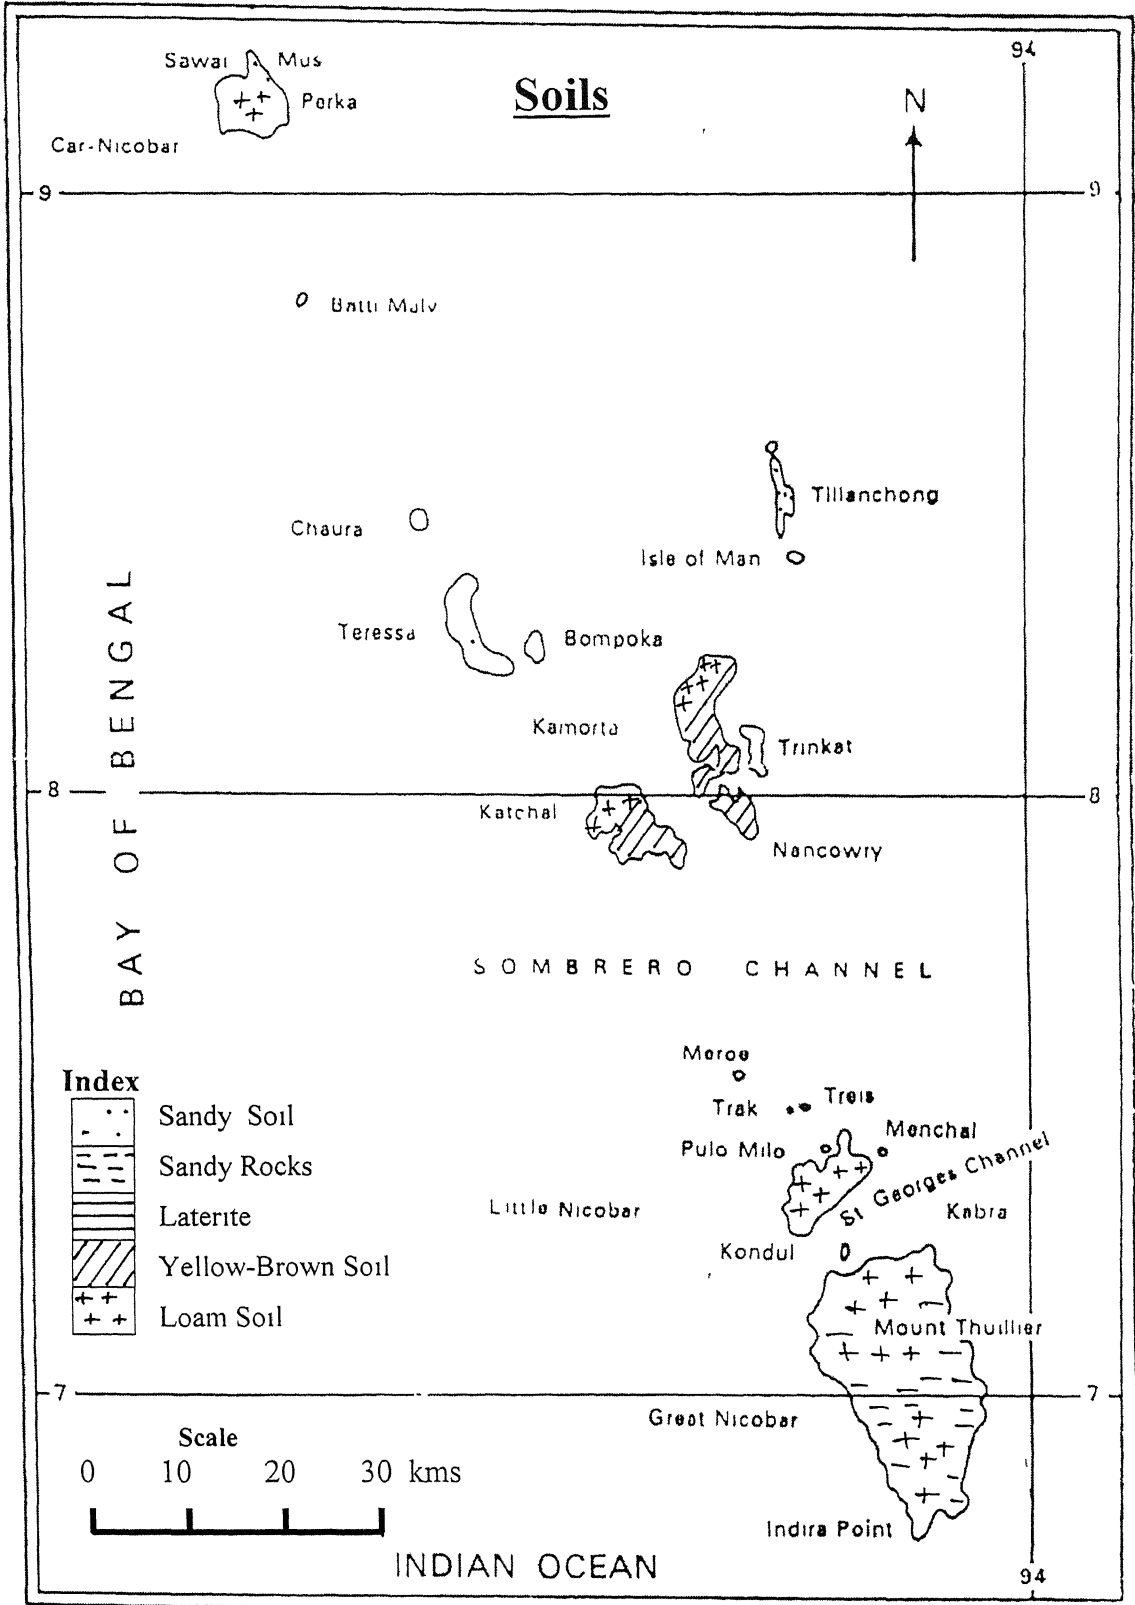 94
Sawai
Mus
Soils
Perka
N
Car-Nicobar
9
9
Batti Malv
Tillanchong
Chaura
Isle of Man
Teressa
Bompoka
BAY OF BENGAL
Kamorta
Trinkat
8
8
Katchal
Nancowry
SOMBRERO CHANNEL
Meroe
Treis
Trak
Menchal
Pulo Milo
St Georges Channel
Little Nicobar
Kabra
Kondul
Mount Thuillier
Index
Sandy Soil
Sandy Rocks
Laterite
Yellow-Brown Soil
Loam Soil
7
7
Great Nicobar
Scale
0 10 20 30 kms
Indira Point
INDIAN OCEAN
94